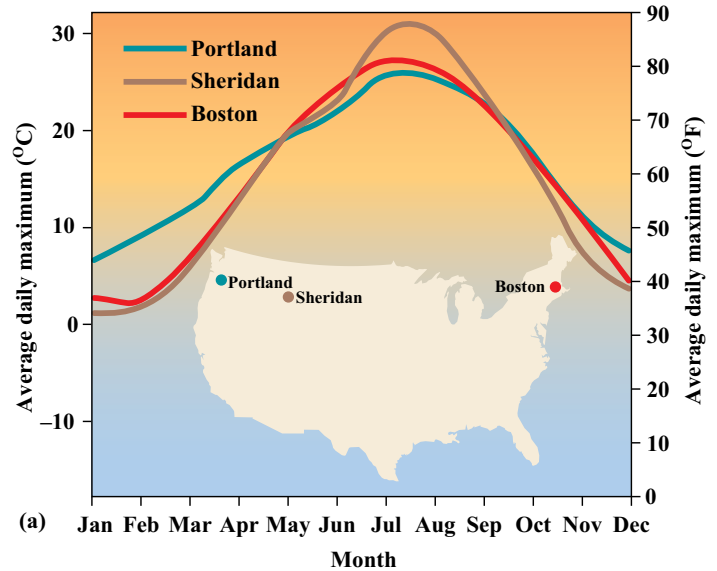 Portland
Sheridan
Boston
Average daily maximum (°C)
30
20
10
0
–10
Average daily maximum (°F)
90
80
70
60
50
40
30
20
10
0
Portland
Sheridan
Boston
(a)
Jan Feb Mar Apr May Jun Jul Aug Sep Oct Nov Dec
Month